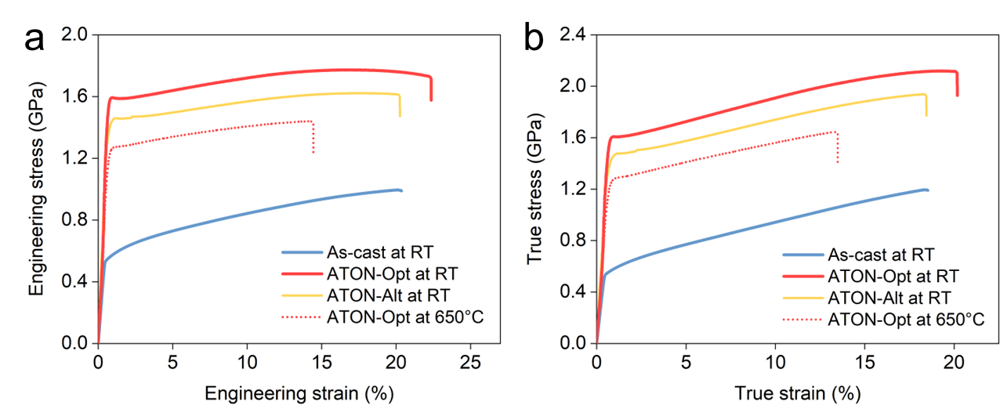 a
2.0
1.6
1.2
0.8
0.4
0.0
Engineering stress (GPa)
As-cast at RT
ATON-Opt at RT
ATON-Alt at RT
ATON-Opt at 650°C
0 5 10 15 20 25
Engineering strain (%)
b
2.4
2.0
1.6
1.2
0.8
0.4
0.0
True stress (GPa)
As-cast at RT
ATON-Opt at RT
ATON-Alt at RT
ATON-Opt at 650°C
0 5 10 15 20
True strain (%)